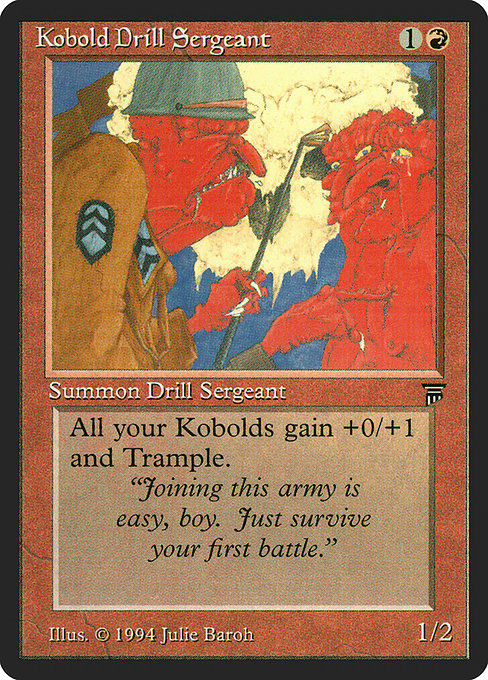 Kobold Drill Sergeant 1
Summon Drill Sergeant
All your Kobolds gain +0/+1
and Trample.
“Joining this army is
easy, boy. Just survive
your first battle.”
Illus. © 1994 Julie Baroh 1/2